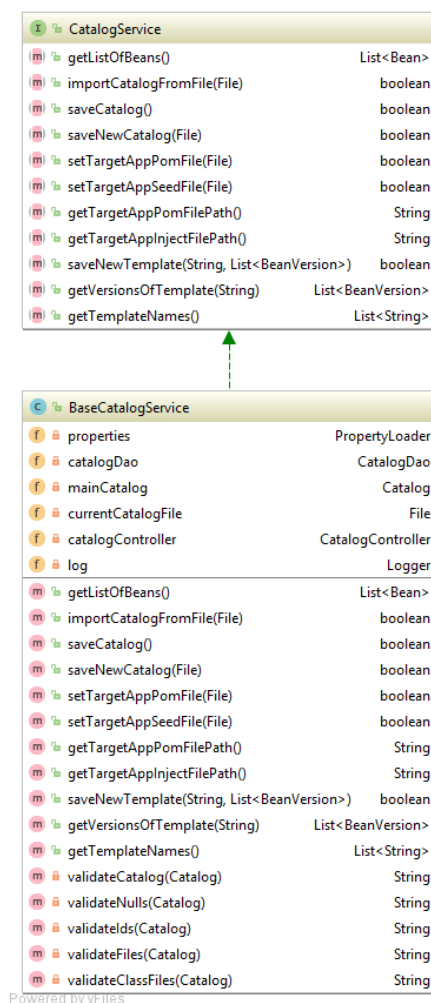 CatalogService
getListOfBeans() List<Bean>
importCatalogFromFile(File) boolean
saveCatalog() boolean
saveNewCatalog(File) boolean
setTargetAppPomFile(File) boolean
setTargetAppSeedFile(File) boolean
getTargetAppPomFilePath() String
getTargetAppInjectFilePath() String
saveNewTemplate(String, List<BeanVersion>) boolean
getVersionsOfTemplate(String) List<BeanVersion>
getTemplateNames() List<String>
BaseCatalogService
properties PropertyLoader
catalogDao CatalogDao
mainCatalog Catalog
currentCatalogFile File
catalogController CatalogController
log Logger
getListOfBeans() List<Bean>
importCatalogFromFile(File) boolean
saveCatalog() boolean
saveNewCatalog(File) boolean
setTargetAppPomFile(File) boolean
setTargetAppSeedFile(File) boolean
getTargetAppPomFilePath() String
getTargetAppInjectFilePath() String
saveNewTemplate(String, List<BeanVersion>) boolean
getVersionsOfTemplate(String) List<BeanVersion>
getTemplateNames() List<String>
validateCatalog(Catalog) String
validateNulls(Catalog) String
validateIds(Catalog) String
validateFiles(Catalog) String
validateClassFiles(Catalog) String
Powered by yFiles